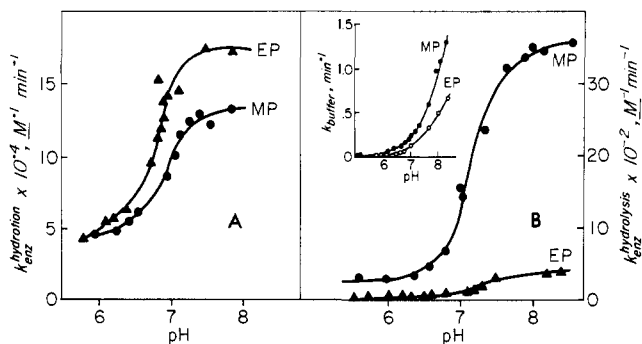 k_enz^hydration × 10^-4, M^-1 min^-1
15
10
5
0
EP
MP
A
6 7 8
pH
k_buffer, min^-1
1.5
1.0
.5
0
MP
EP
6 7 8
pH
MP
B
EP
6 7 8
pH
30
20
10
0
k_enz^hydrolysis × 10^-2, M^-1 min^-1